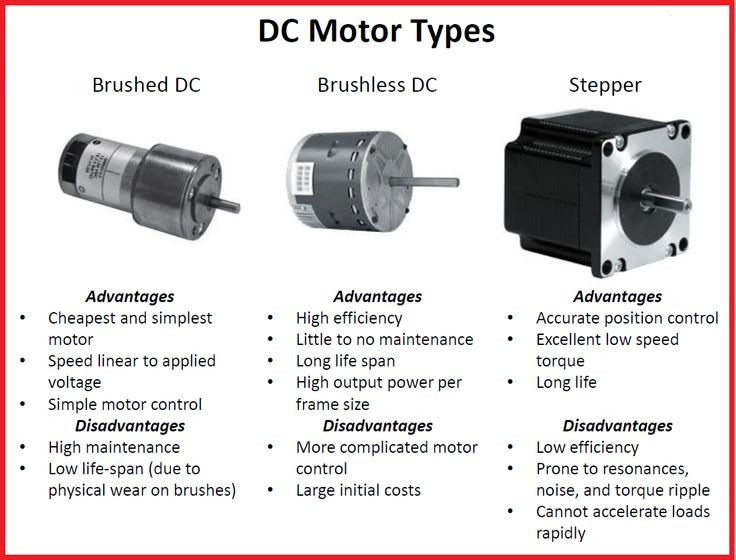 DC Motor Types
Brushed DC
Brushless DC
Stepper
Advantages
• Cheapest and simplest
motor
• Speed linear to applied
voltage
• Simple motor control
Disadvantages
• High maintenance
• Low life-span (due to
physical wear on brushes)
Advantages
• High efficiency
• Little to no maintenance
• Long life span
• High output power per
frame size
Disadvantages
• More complicated motor
control
• Large initial costs
Advantages
• Accurate position control
• Excellent low speed
torque
• Long life
Disadvantages
• Low efficiency
• Prone to resonances,
noise, and torque ripple
• Cannot accelerate loads
rapidly